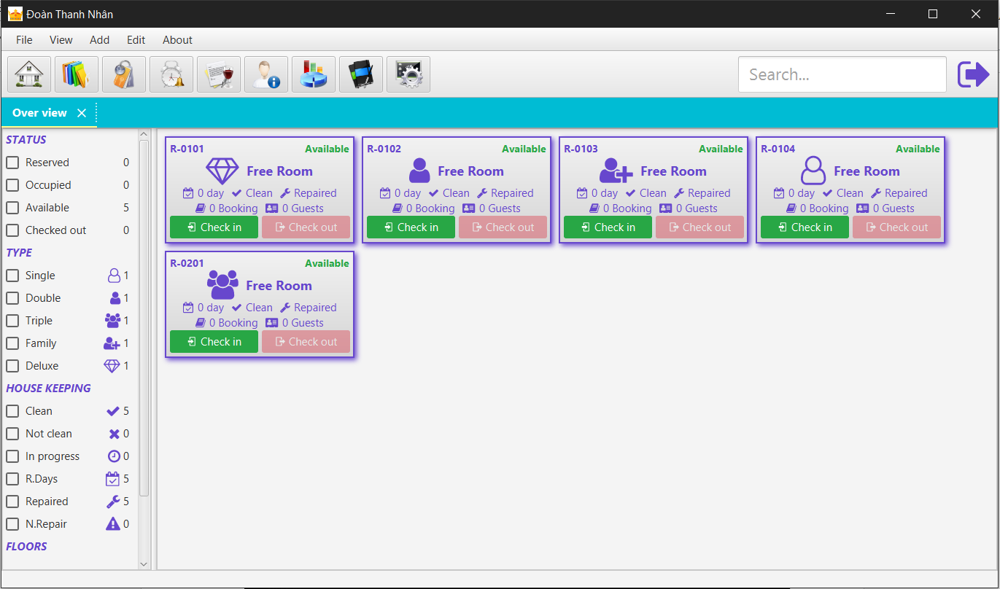 Đoàn Thanh Nhân
File View Add Edit About
Search...
Over view
STATUS
Reserved 0
Occupied 0
Available 5
Checked out 0
TYPE
Single 1
Double 1
Triple 1
Family 1
Deluxe 1
HOUSE KEEPING
Clean 5
Not clean 0
In progress 0
R.Days 5
Repaired 5
N.Repair 0
FLOORS
R-0101 Available
Free Room
0 day Clean Repaired
0 Booking 0 Guests
Check in Check out
R-0102 Available
Free Room
0 day Clean Repaired
0 Booking 0 Guests
Check in Check out
R-0103 Available
Free Room
0 day Clean Repaired
0 Booking 0 Guests
Check in Check out
R-0104 Available
Free Room
0 day Clean Repaired
0 Booking 0 Guests
Check in Check out
R-0201 Available
Free Room
0 day Clean Repaired
0 Booking 0 Guests
Check in Check out